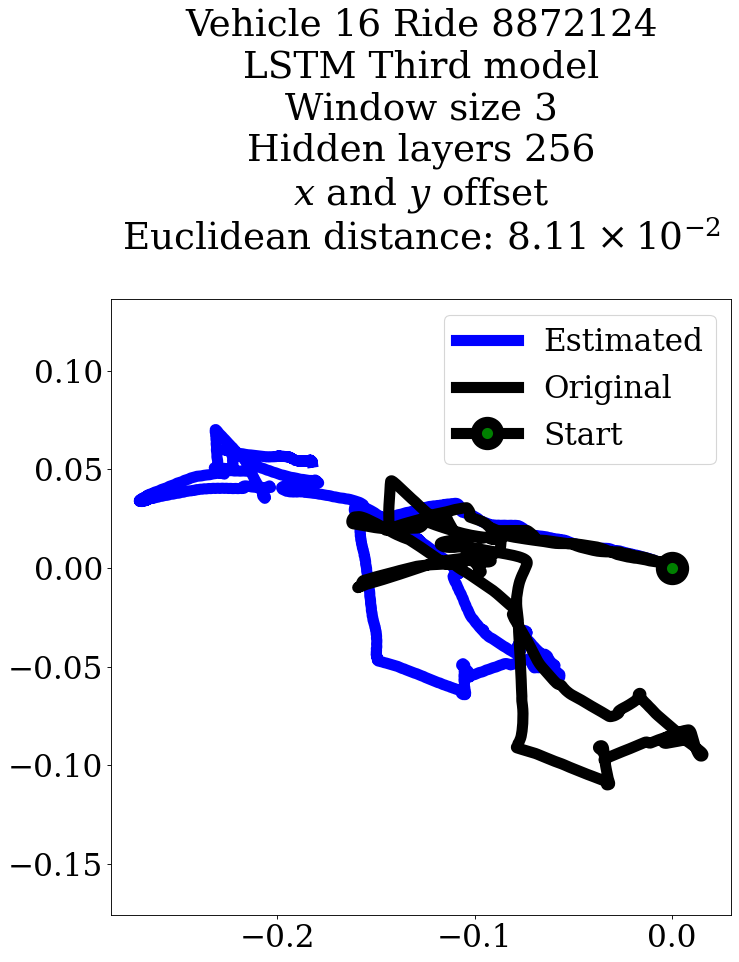 Vehicle 16 Ride 8872124
LSTM Third model
Window size 3
Hidden layers 256
x and y offset
Euclidean distance: 8.11 × 10⁻²
Estimated
Original
Start
0.10
0.05
0.00
−0.05
−0.10
−0.15
−0.2
−0.1
0.0